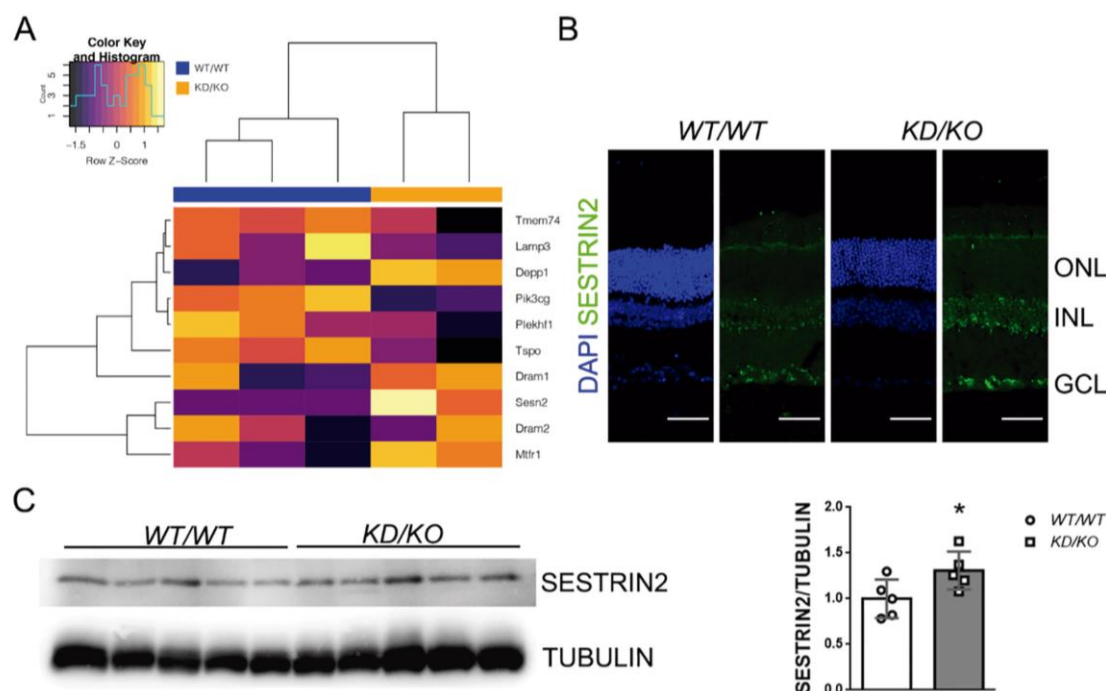 A
Color Key
and Histogram
Count
1 3 5
-1.5 0 1
Row Z-Score
WT/WT
KD/KO
Tmem74
Lamp3
Depp1
Pik3cg
Plekhf1
Tspo
Dram1
Sesn2
Dram2
Mtfr1
B
WT/WT KD/KO
DAPI SESTRIN2
ONL
INL
GCL
C
WT/WT KD/KO
SESTRIN2
TUBULIN
SESTRIN2/TUBULIN
2.0
1.5
1.0
0.5
0.0
*
WT/WT
KD/KO